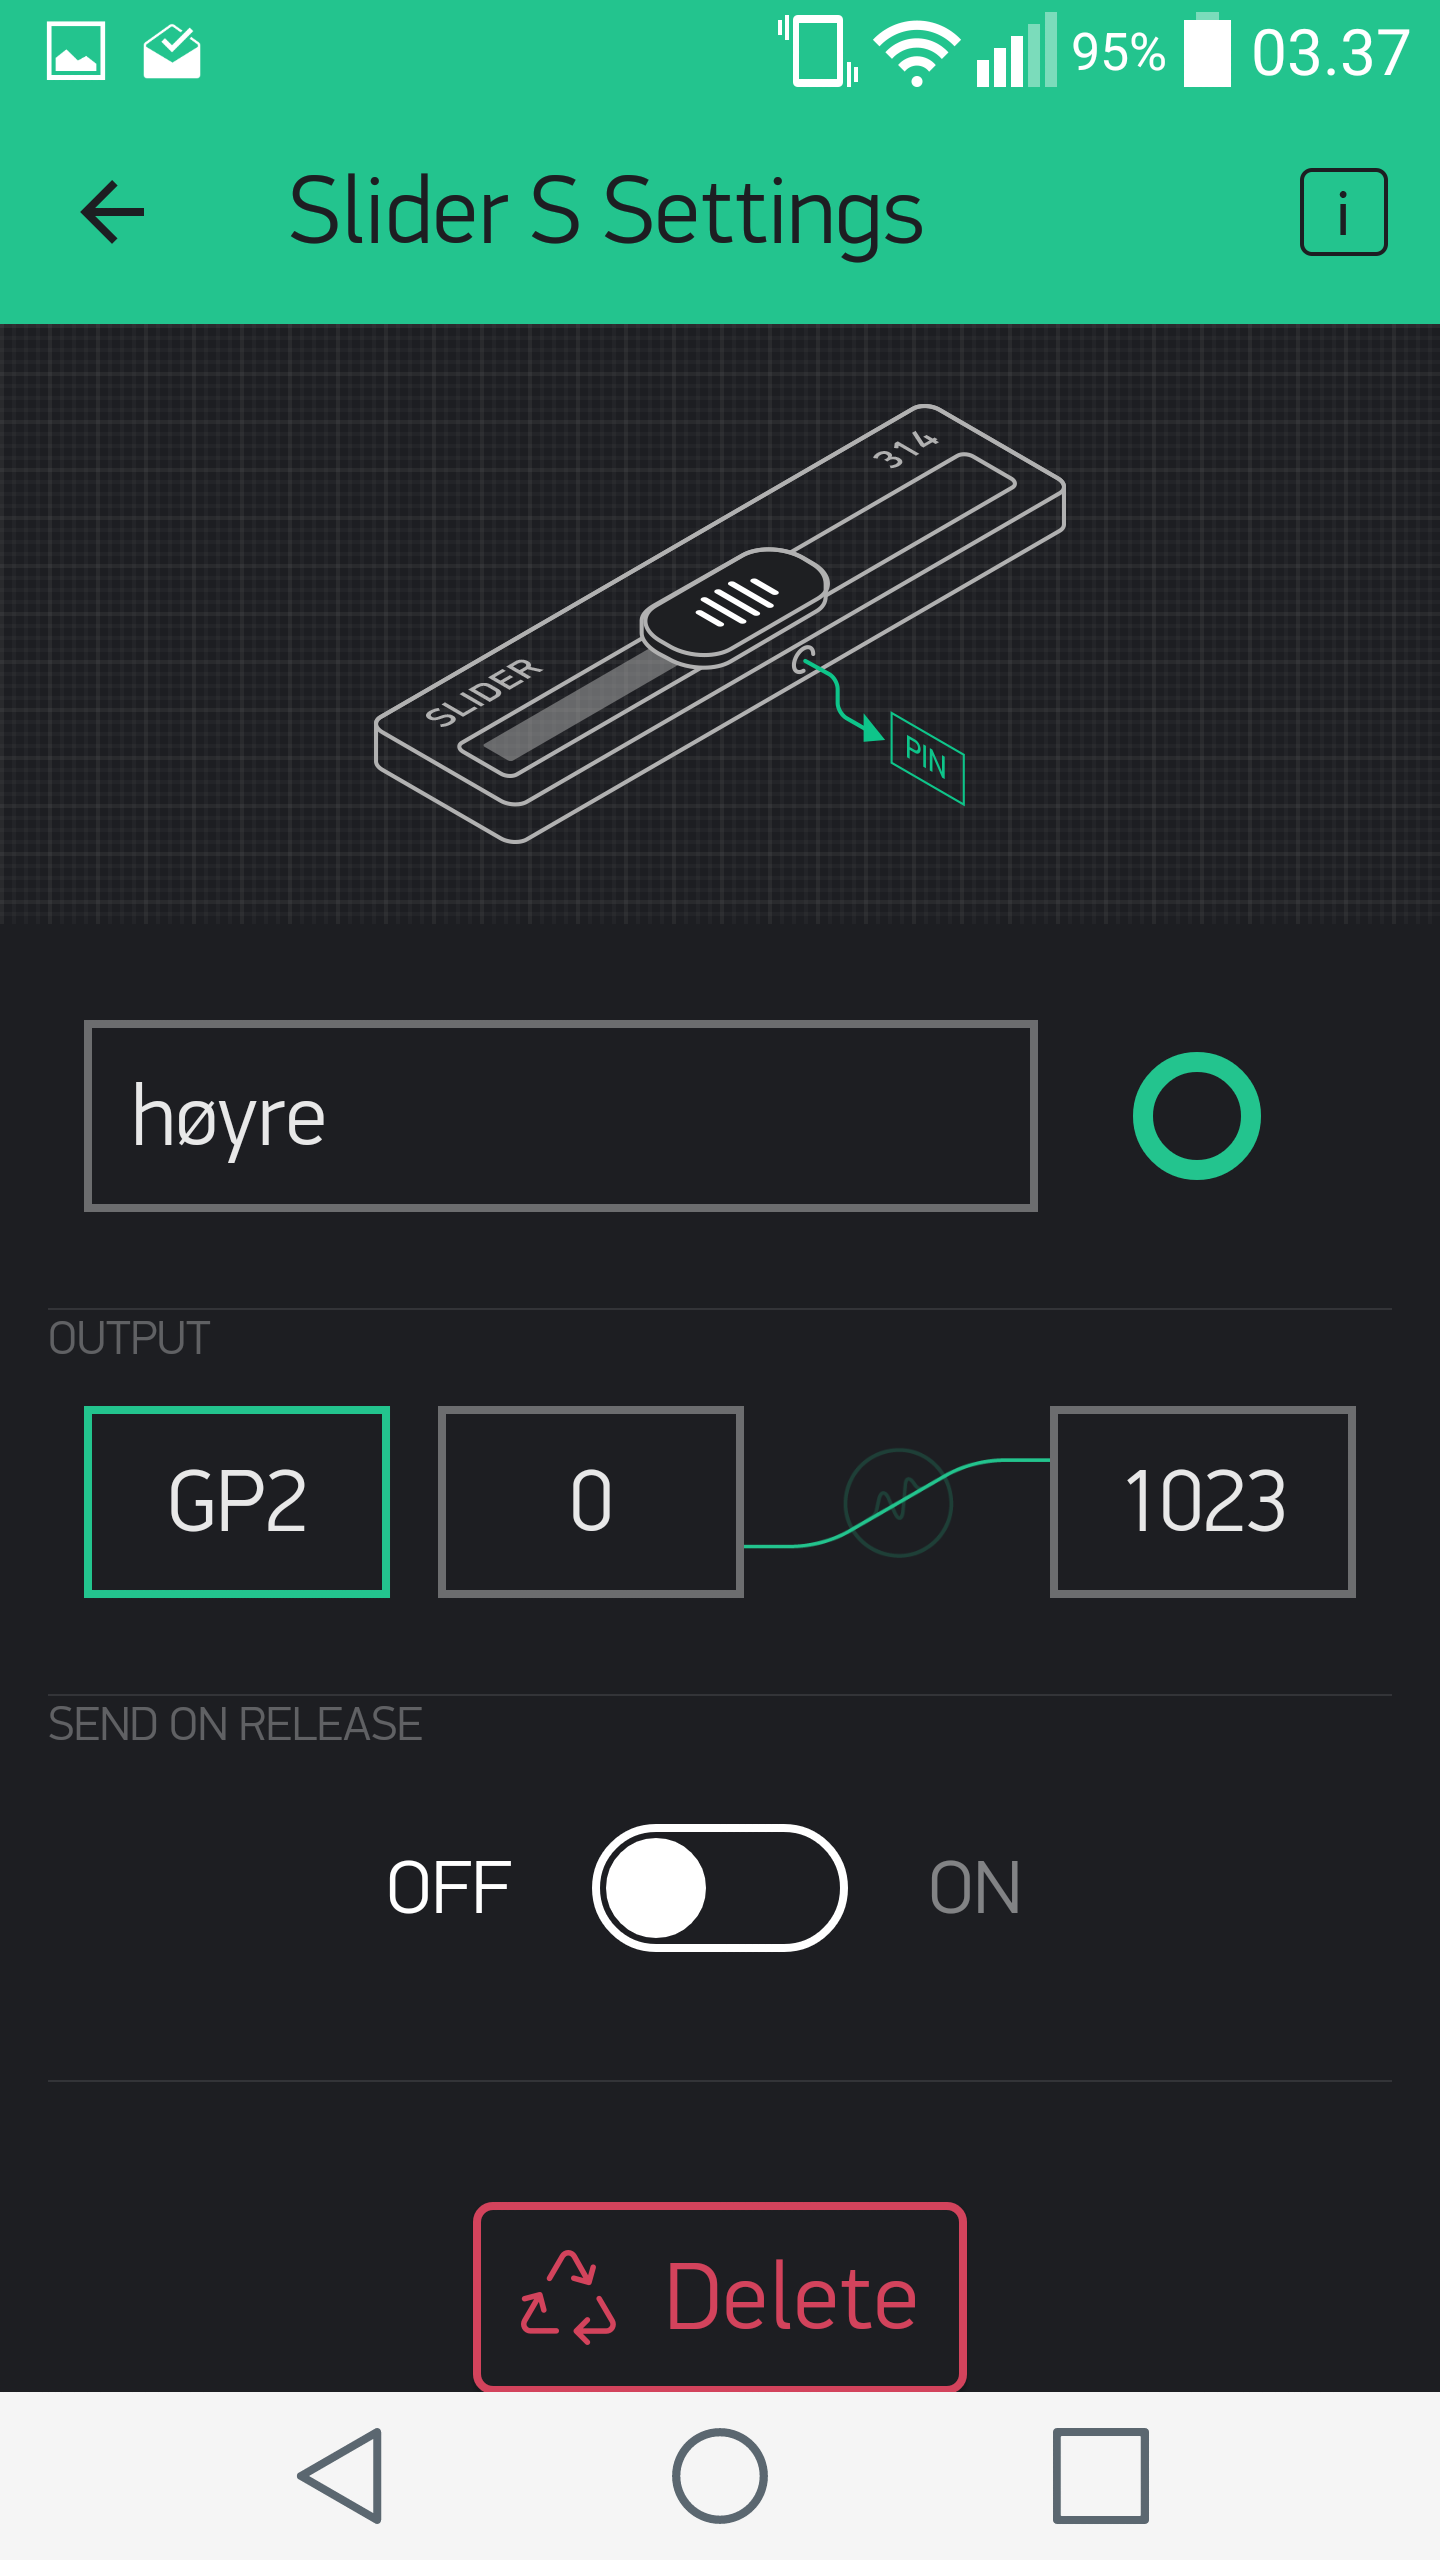 95% 03.37
Slider S Settings i
314
SLIDER
PIN
høyre
OUTPUT
GP2 0 1023
SEND ON RELEASE
OFF ON
Delete